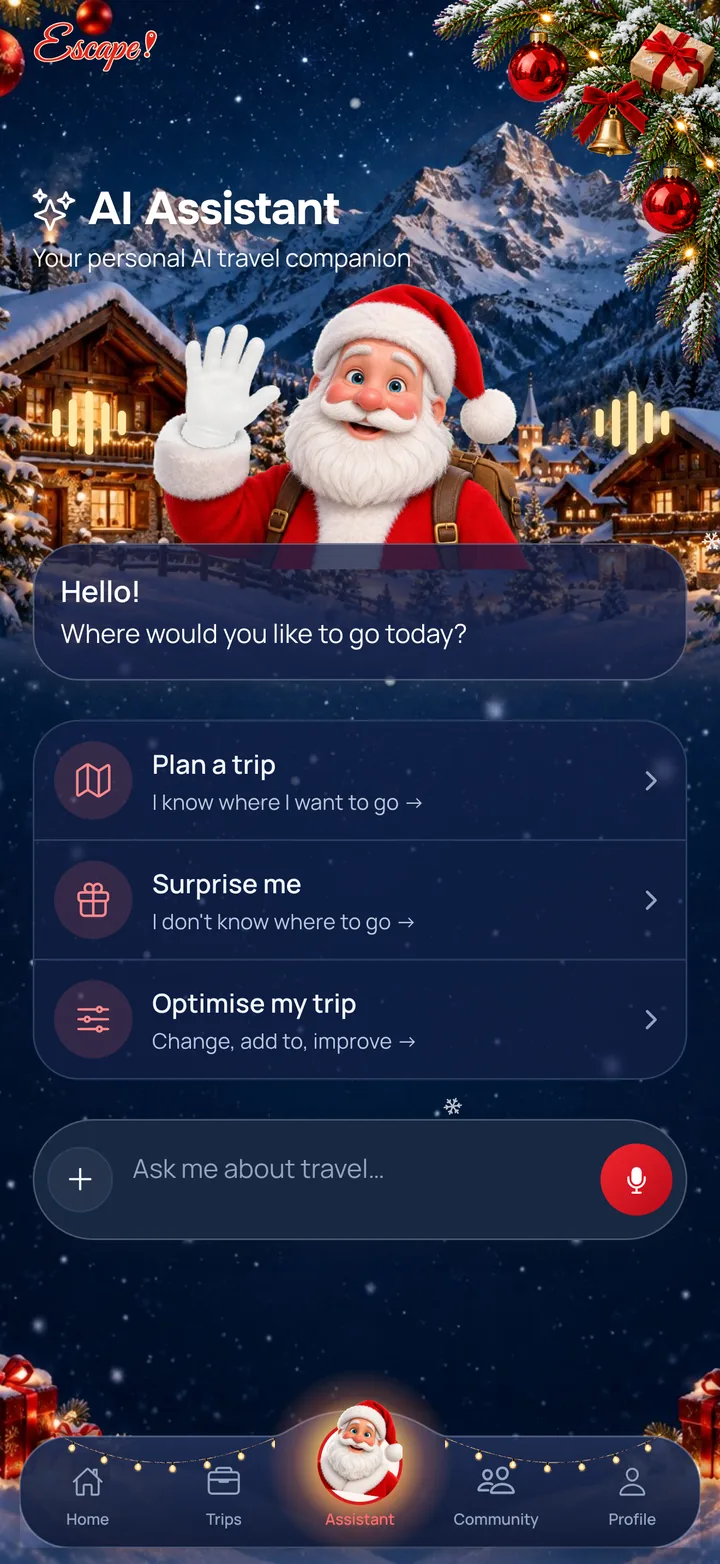 Escape!
AI Assistant
Your personal AI travel companion
Hello!
Where would you like to go today?
Plan a trip
I know where I want to go →
Surprise me
I don't know where to go →
Optimise my trip
Change, add to, improve →
Ask me about travel...
Home
Trips
Assistant
Community
Profile